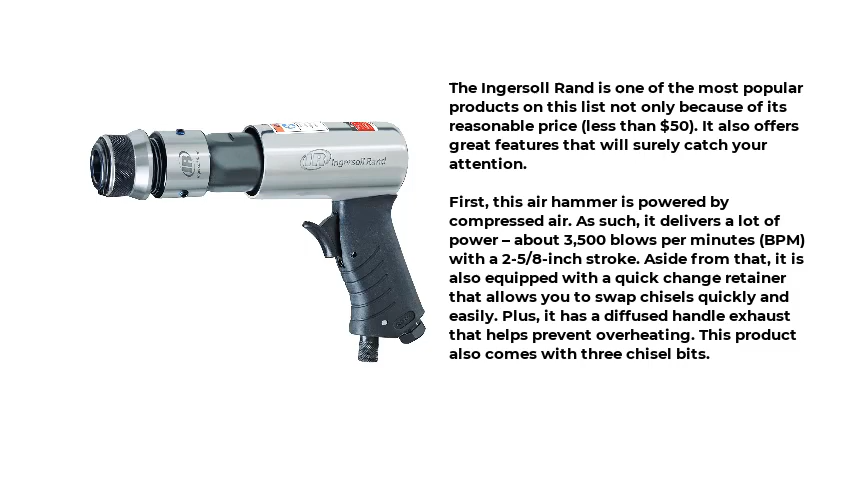 Ingersoll Rand
The Ingersoll Rand is one of the most popular
products on this list not only because of its
reasonable price (less than $50). It also offers
great features that will surely catch your
attention.
First, this air hammer is powered by
compressed air. As such, it delivers a lot of
power – about 3,500 blows per minutes (BPM)
with a 2-5/8-inch stroke. Aside from that, it is
also equipped with a quick change retainer
that allows you to swap chisels quickly and
easily. Plus, it has a diffused handle exhaust
that helps prevent overheating. This product
also comes with three chisel bits.